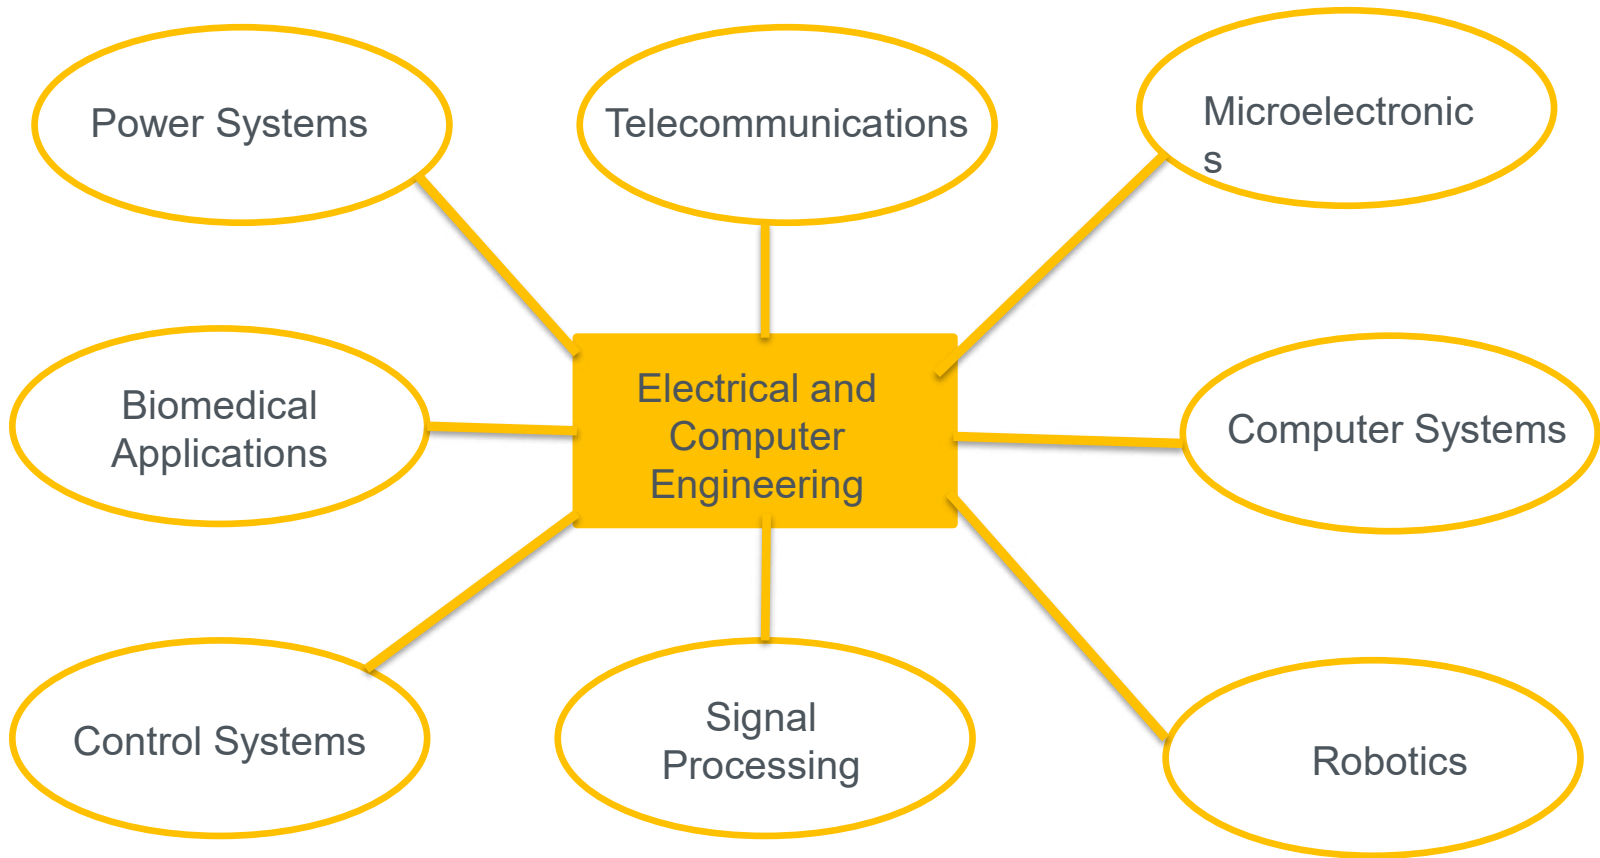 Power Systems
Telecommunications
Microelectronic
s
Biomedical
Applications
Electrical and
Computer
Engineering
Computer Systems
Control Systems
Signal
Processing
Robotics